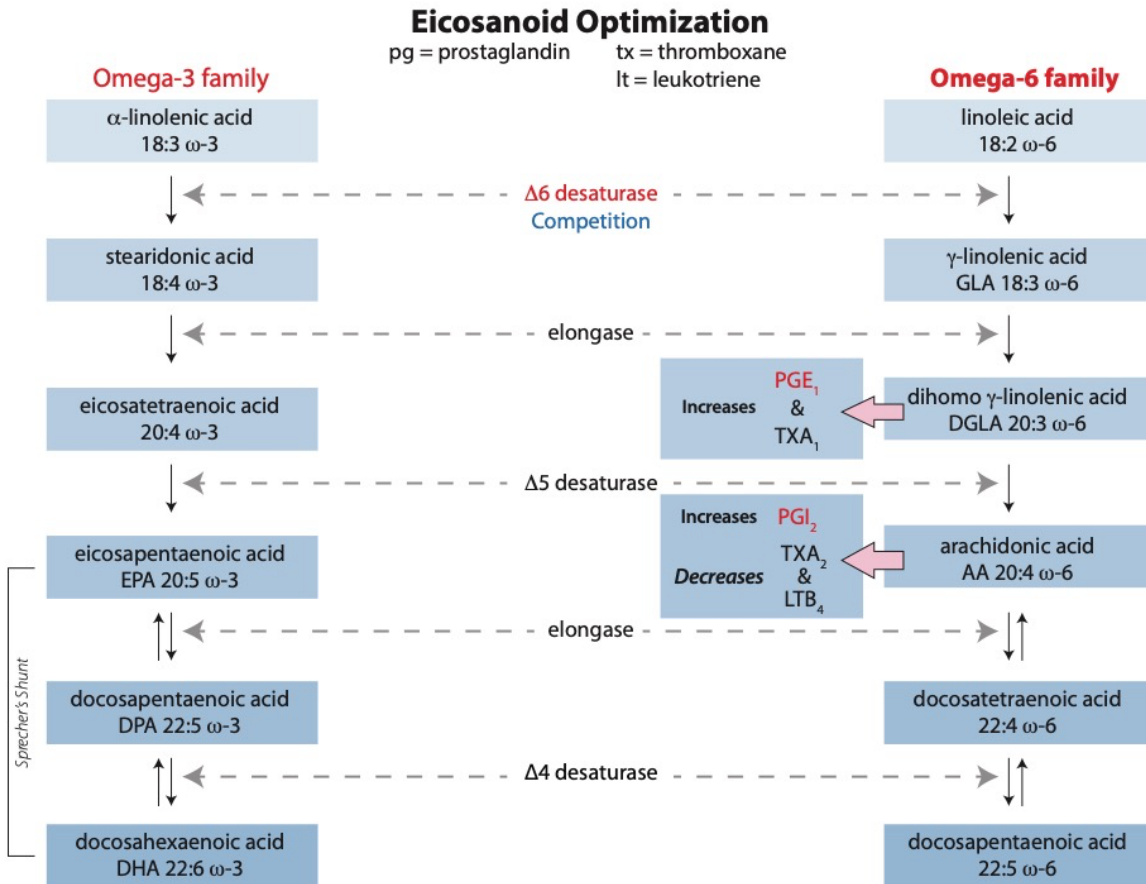 Eicosanoid Optimization
pg = prostaglandin tx = thromboxane
lt = leukotriene
Omega-3 family
Omega-6 family
α-linolenic acid
18:3 ω-3
linoleic acid
18:2 ω-6
Δ6 desaturase
Competition
stearidonic acid
18:4 ω-3
γ-linolenic acid
GLA 18:3 ω-6
elongase
eicosatetraenoic acid
20:4 ω-3
Increases
PGE₁
&
TXA₁
dihomo γ-linolenic acid
DGLA 20:3 ω-6
Δ5 desaturase
eicosapentaenoic acid
EPA 20:5 ω-3
Increases PGI₂
Decreases
TXA₂
&
LTB₄
arachidonic acid
AA 20:4 ω-6
elongase
Sprecher's Shunt
docosapentaenoic acid
DPA 22:5 ω-3
docosatetraenoic acid
22:4 ω-6
Δ4 desaturase
docosahexaenoic acid
DHA 22:6 ω-3
docosapentaenoic acid
22:5 ω-6